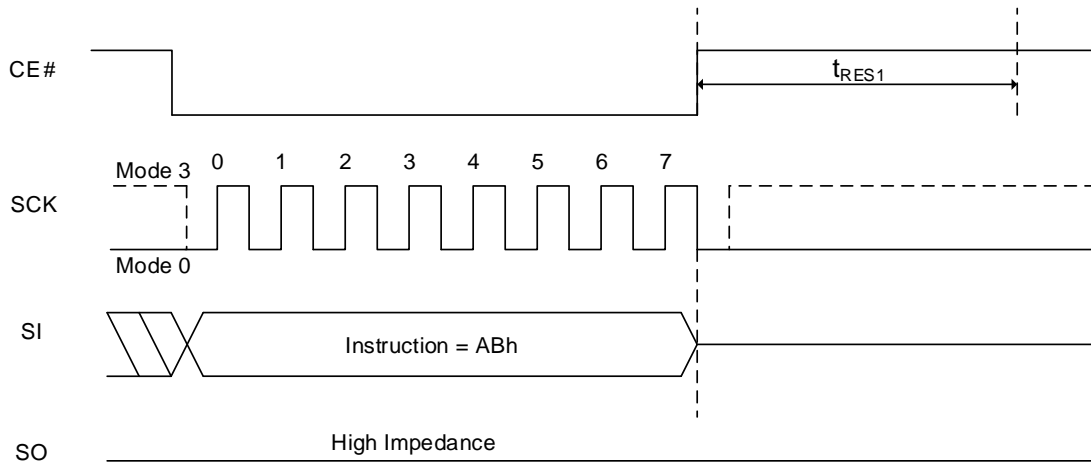 CE#
tRES1
Mode 3
0 1 2 3 4 5 6 7
SCK
Mode 0
SI
Instruction = ABh
High Impedance
SO